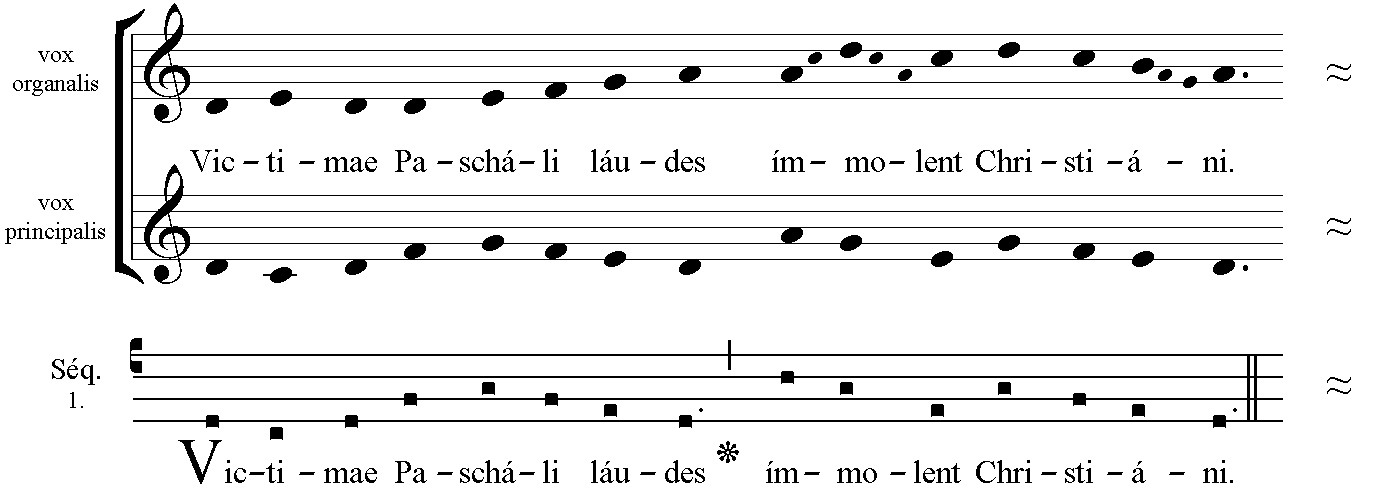 vox
organalis
Vic – ti – mae Pa – schá – li láu – des ím – mo – lent Chri – sti – á – ni.
vox
principalis
Séq.
1.
Vic – ti – mae Pa – schá – li láu – des * ím – mo – lent Chri – sti – á – ni.